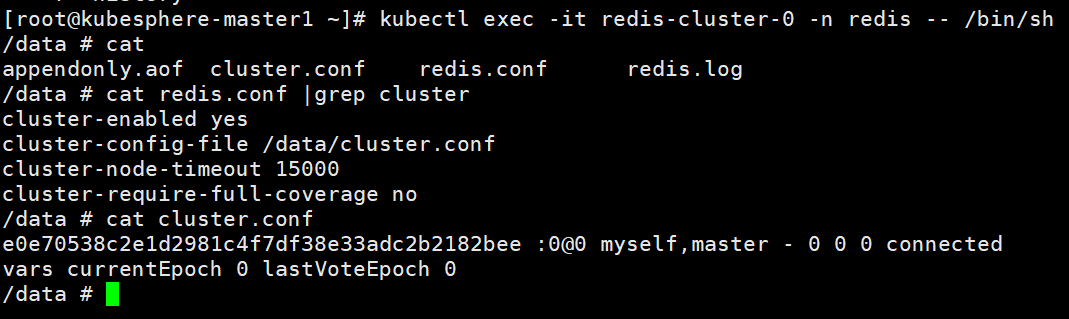 [root@kubesphere-master1 ~]# kubectl exec -it redis-cluster-0 -n redis -- /bin/sh
/data # cat
appendonly.aof  cluster.conf    redis.conf      redis.log
/data # cat redis.conf |grep cluster
cluster-enabled yes
cluster-config-file /data/cluster.conf
cluster-node-timeout 15000
cluster-require-full-coverage no
/data # cat cluster.conf
e0e70538c2e1d2981c4f7df38e33adc2b2182bee :0@0 myself,master - 0 0 0 connected
vars currentEpoch 0 lastVoteEpoch 0
/data #